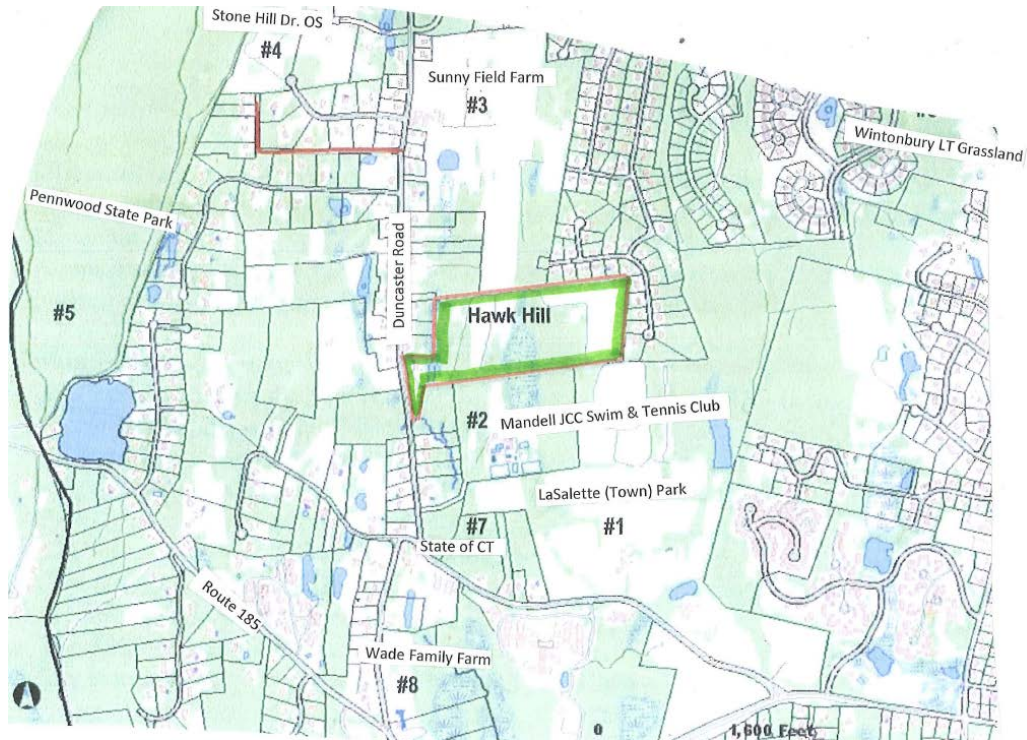 Stone Hill Dr. OS
#4
Sunny Field Farm
#3
Wintonbury LT Grassland
Pennwood State Park
Duncaster Road
#5
Hawk Hill
#2
Mandell JCC Swim & Tennis Club
LaSalette (Town) Park
#7
#1
State of CT
Route 185
Wade Family Farm
#8
0
1,600 Feet